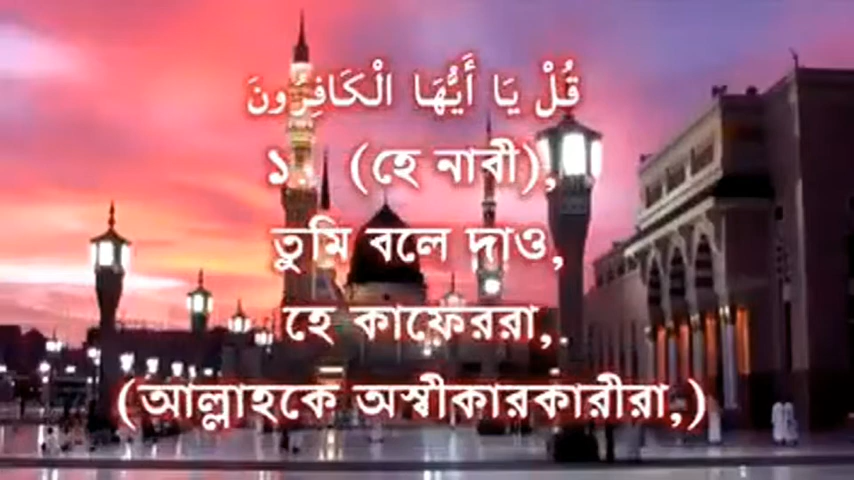 قُلْ يَا أَيُّهَا الْكَافِرُونَ
১. (হে নাবী),
তুমি বলে দাও,
হে কাফেররা,
(আল্লাহকে অস্বীকারকারীরা,)